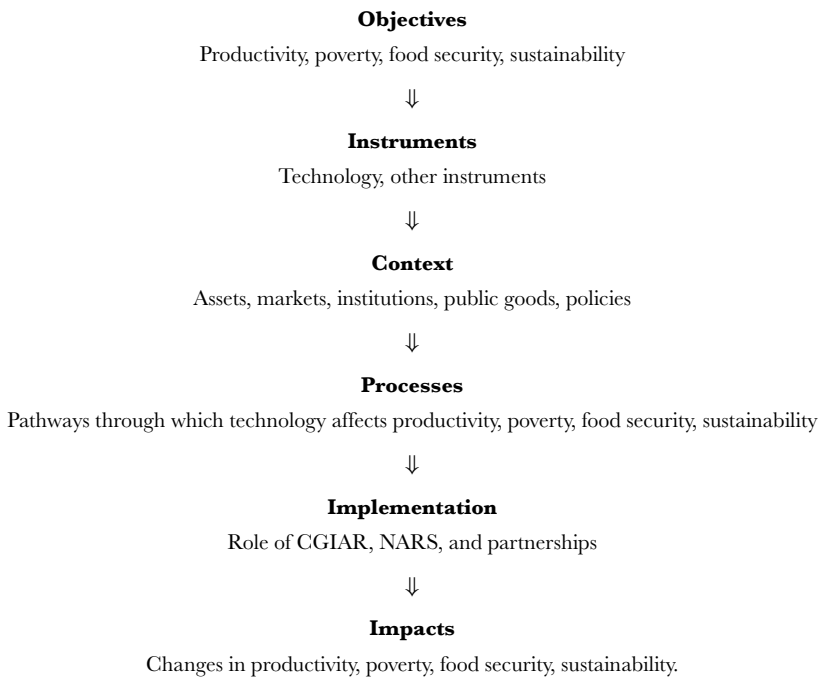 Objectives
Productivity, poverty, food security, sustainability
⇓
Instruments
Technology, other instruments
⇓
Context
Assets, markets, institutions, public goods, policies
⇓
Processes
Pathways through which technology affects productivity, poverty, food security, sustainability
⇓
Implementation
Role of CGIAR, NARS, and partnerships
⇓
Impacts
Changes in productivity, poverty, food security, sustainability.